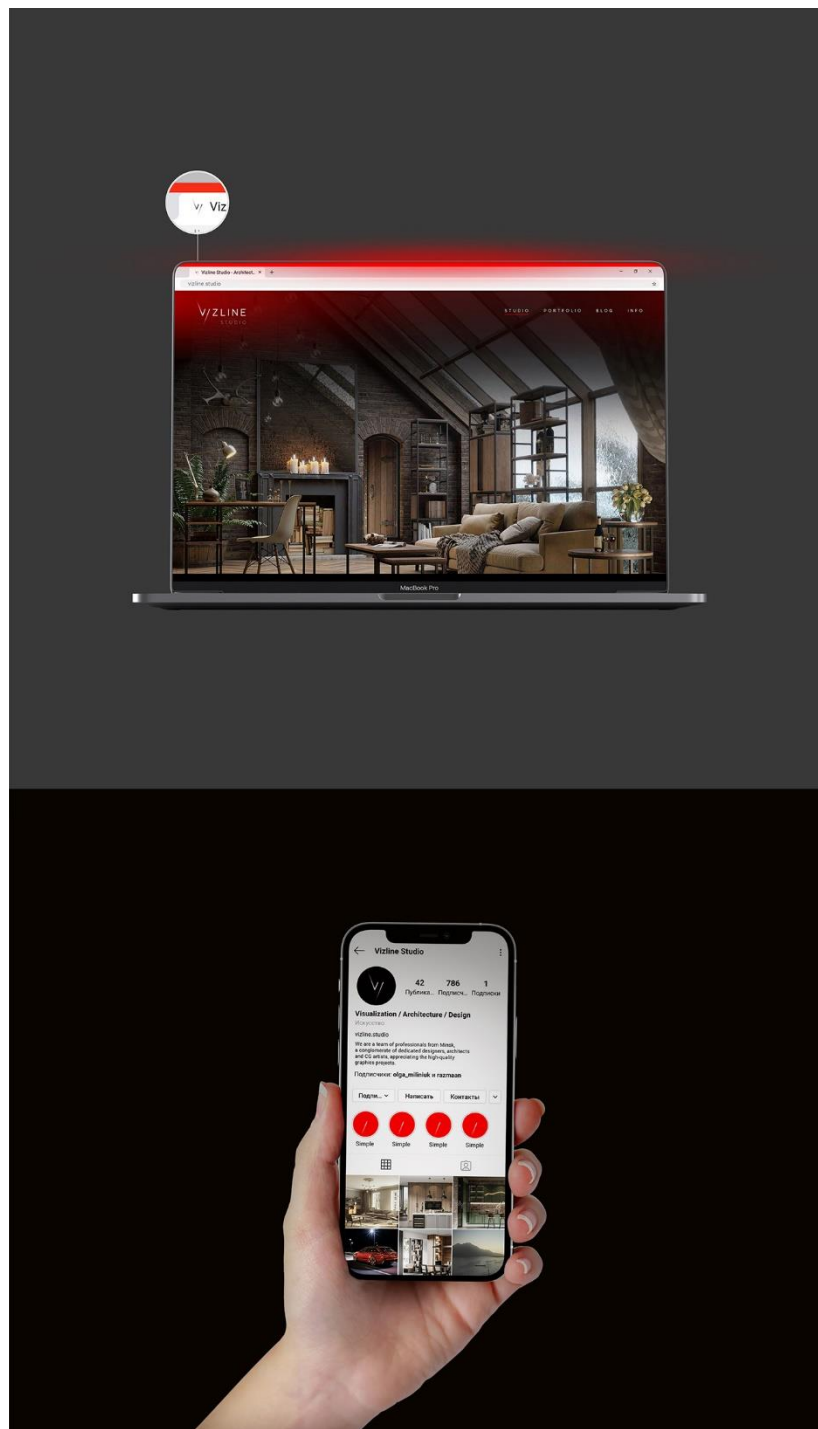 V/ Viz
Vizline Studio - Architect.. × +
vizline.studio
V/ZLINE
STUDIO
STUDIO PORTFOLIO BLOG INFO
MacBook Pro
Vizline Studio
42 786 1
Публика... Подписч... Подписки
Visualization / Architecture / Design
Искусство
vizline.studio
We are a team of professionals from Minsk,
a conglomerate of dedicated designers, architects
and CG artists, appreciating the high-quality
graphics projects.
Подписчики: olga_miliniuk и razmaan
Подпи... Написать Контакты
Simple Simple Simple Simple